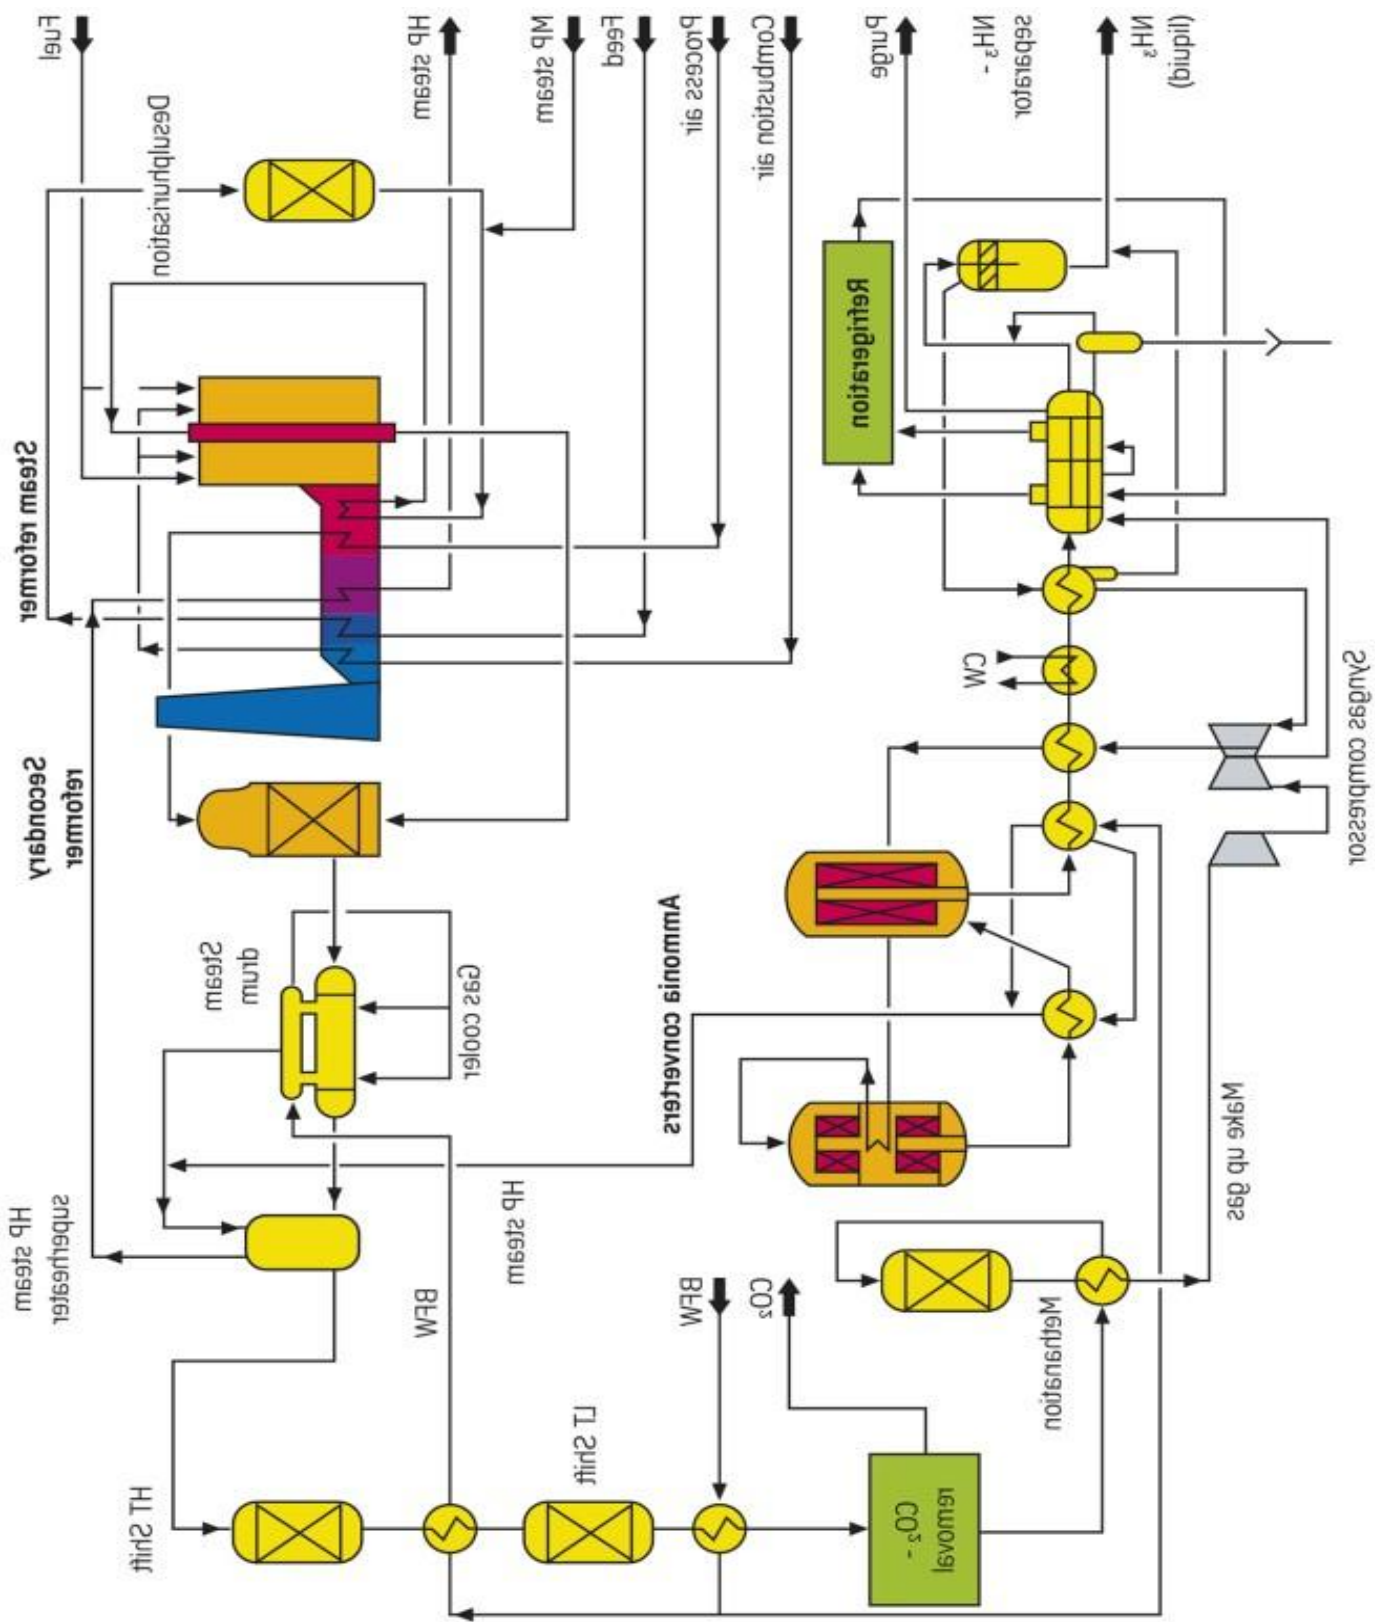 Fuel
HP steam
MP steam
Feed
Process air
Combustion air
Purge
NH₃ -
separator
NH₃
(liquid)
Desulphurisation
Refrigeration
Steam reformer
CW
Syngas compressor
Secondary
reformer
Steam
drum
Gas cooler
Ammonia converters
Make up gas
HP steam
superheater
HP steam
BFW
BFW
CO₂
Methanation
HT Shift
LT Shift
CO₂ -
removal